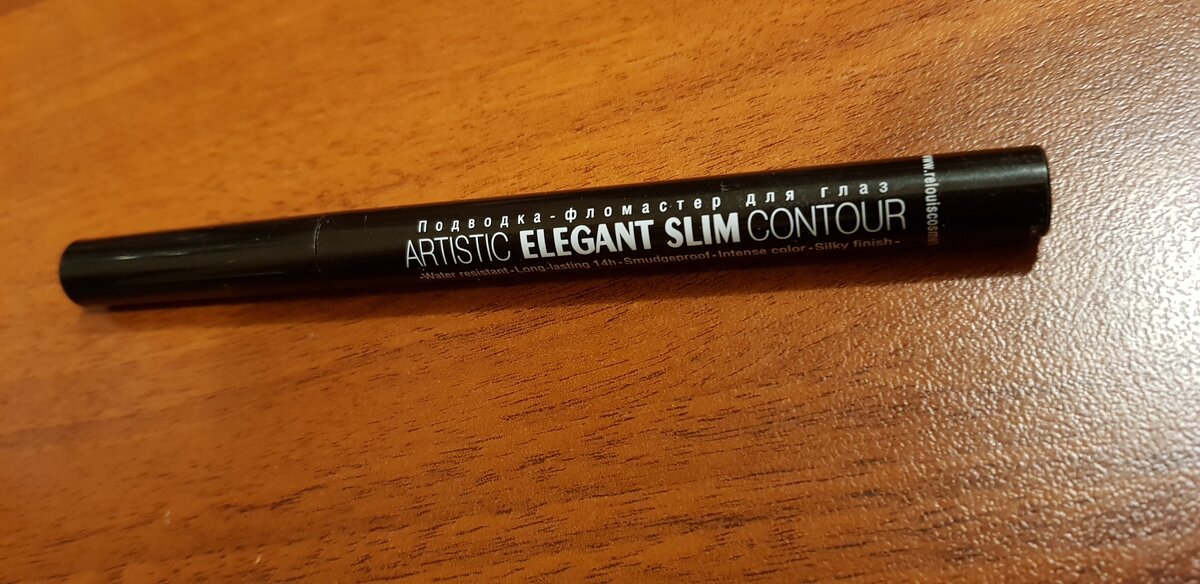 Подводка-фломастер для глаз
ARTISTIC ELEGANT SLIM CONTOUR
-Water resistant-Long-lasting 14h-Smudgeproof-Intense color-Silky finish-